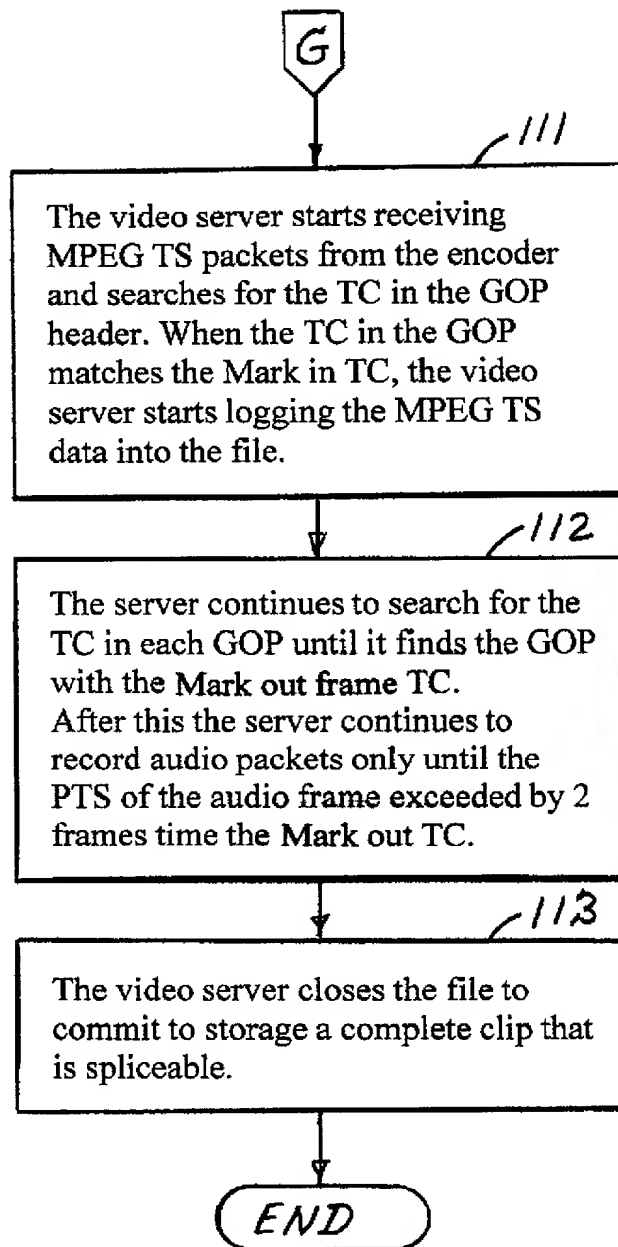 G
111
The video server starts receiving
MPEG TS packets from the encoder
and searches for the TC in the GOP
header. When the TC in the GOP
matches the Mark in TC, the video
server starts logging the MPEG TS
data into the file.
112
The server continues to search for the
TC in each GOP until it finds the GOP
with the Mark out frame TC.
After this the server continues to
record audio packets only until the
PTS of the audio frame exceeded by 2
frames time the Mark out TC.
113
The video server closes the file to
commit to storage a complete clip that
is spliceable.
END